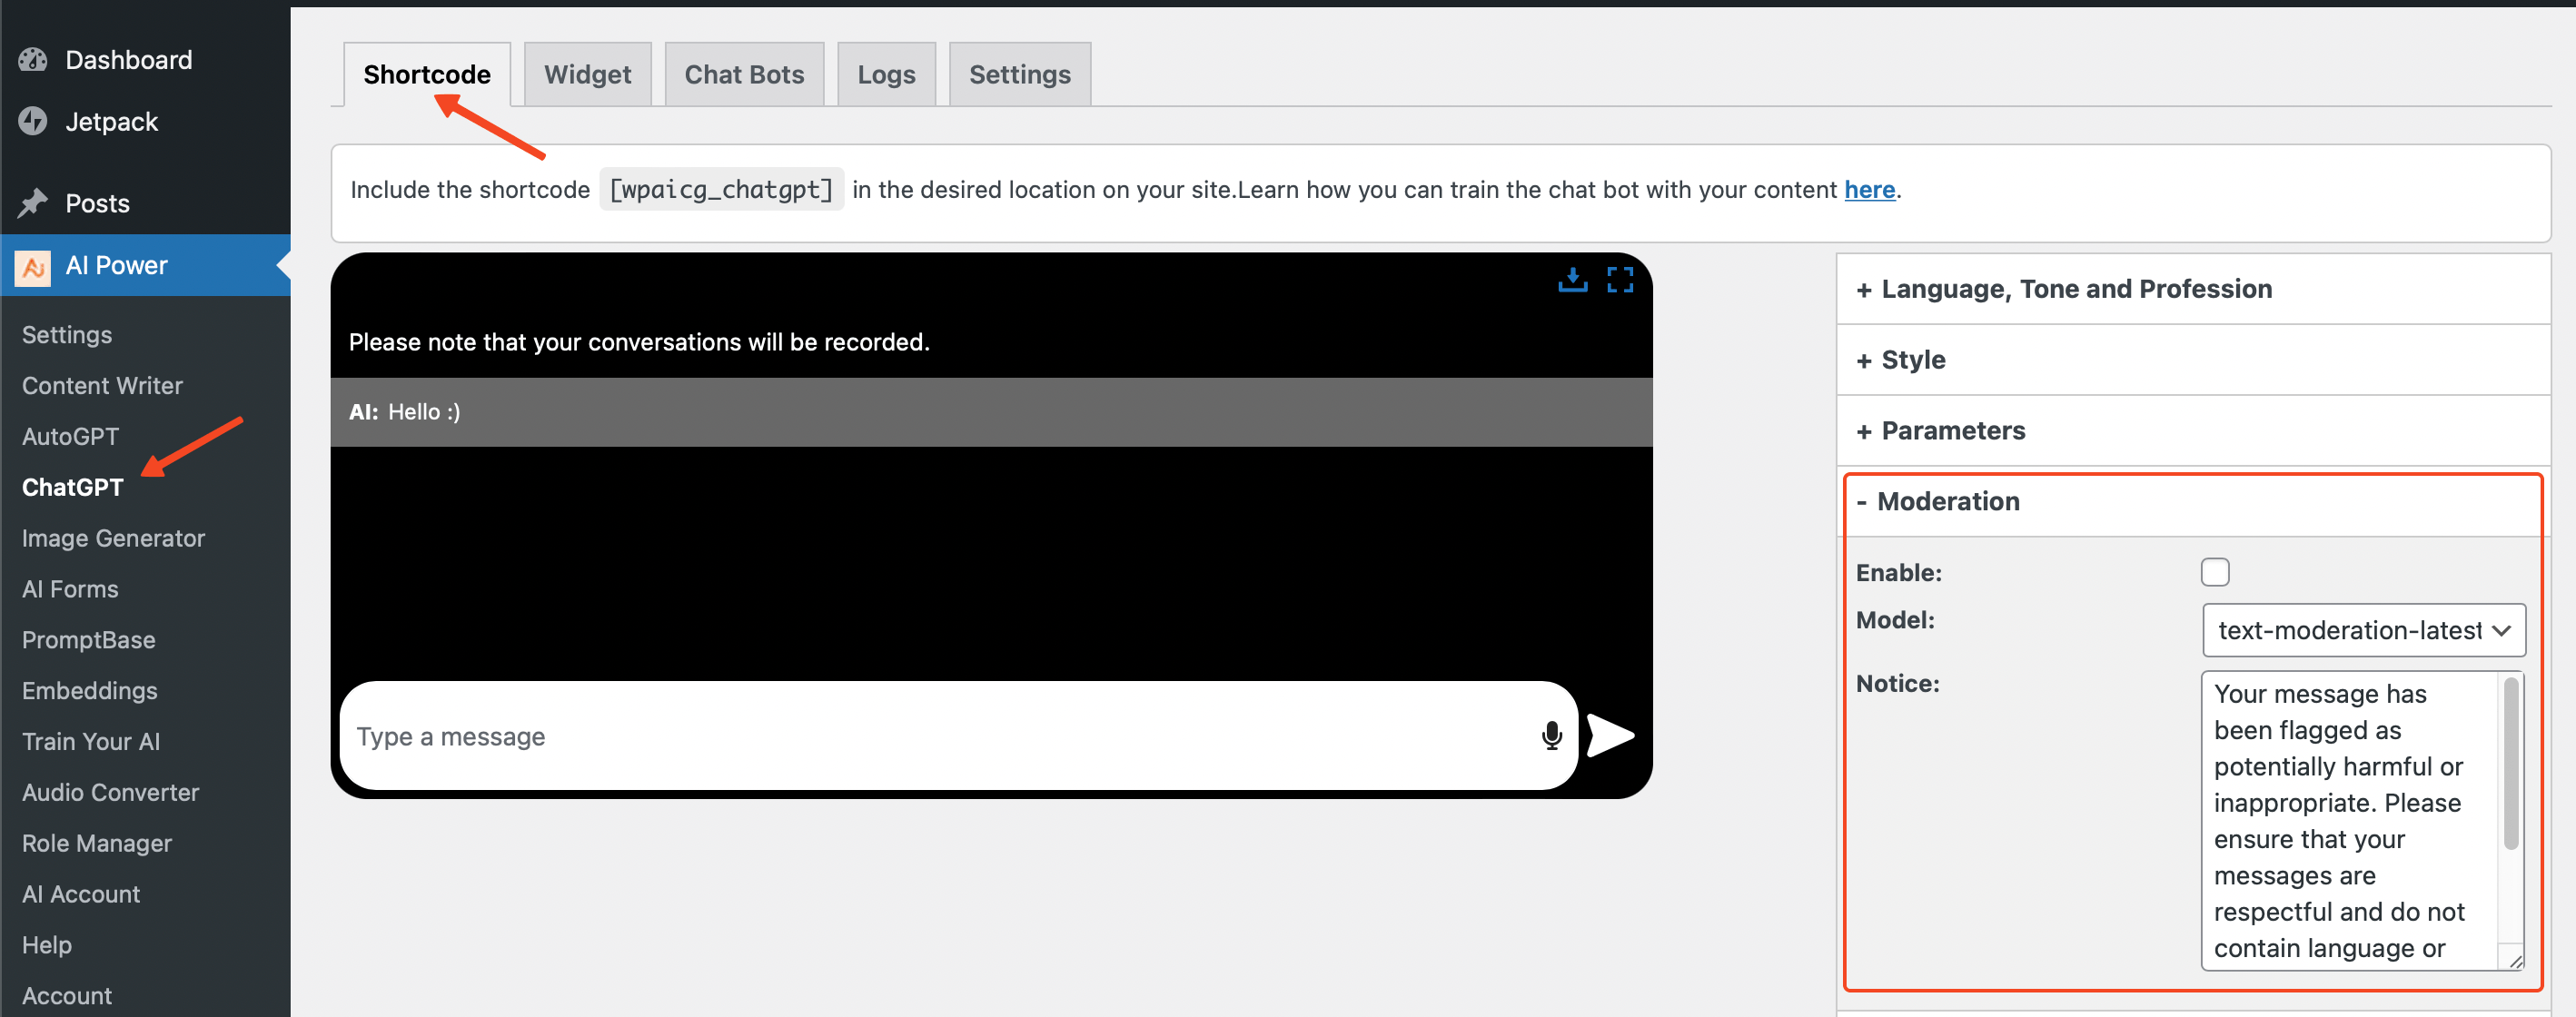 Dashboard
Jetpack
Posts
AI Power
Settings
Content Writer
AutoGPT
ChatGPT
Image Generator
AI Forms
PromptBase
Embeddings
Train Your AI
Audio Converter
Role Manager
AI Account
Help
Account
Shortcode
Widget
Chat Bots
Logs
Settings
Include the shortcode [wpaicg_chatgpt] in the desired location on your site.Learn how you can train the chat bot with your content here.
Please note that your conversations will be recorded.
AI: Hello :)
Type a message
+ Language, Tone and Profession
+ Style
+ Parameters
- Moderation
Enable:
Model:
text-moderation-latest
Notice:
Your message has
been flagged as
potentially harmful or
inappropriate. Please
ensure that your
messages are
respectful and do not
contain language or